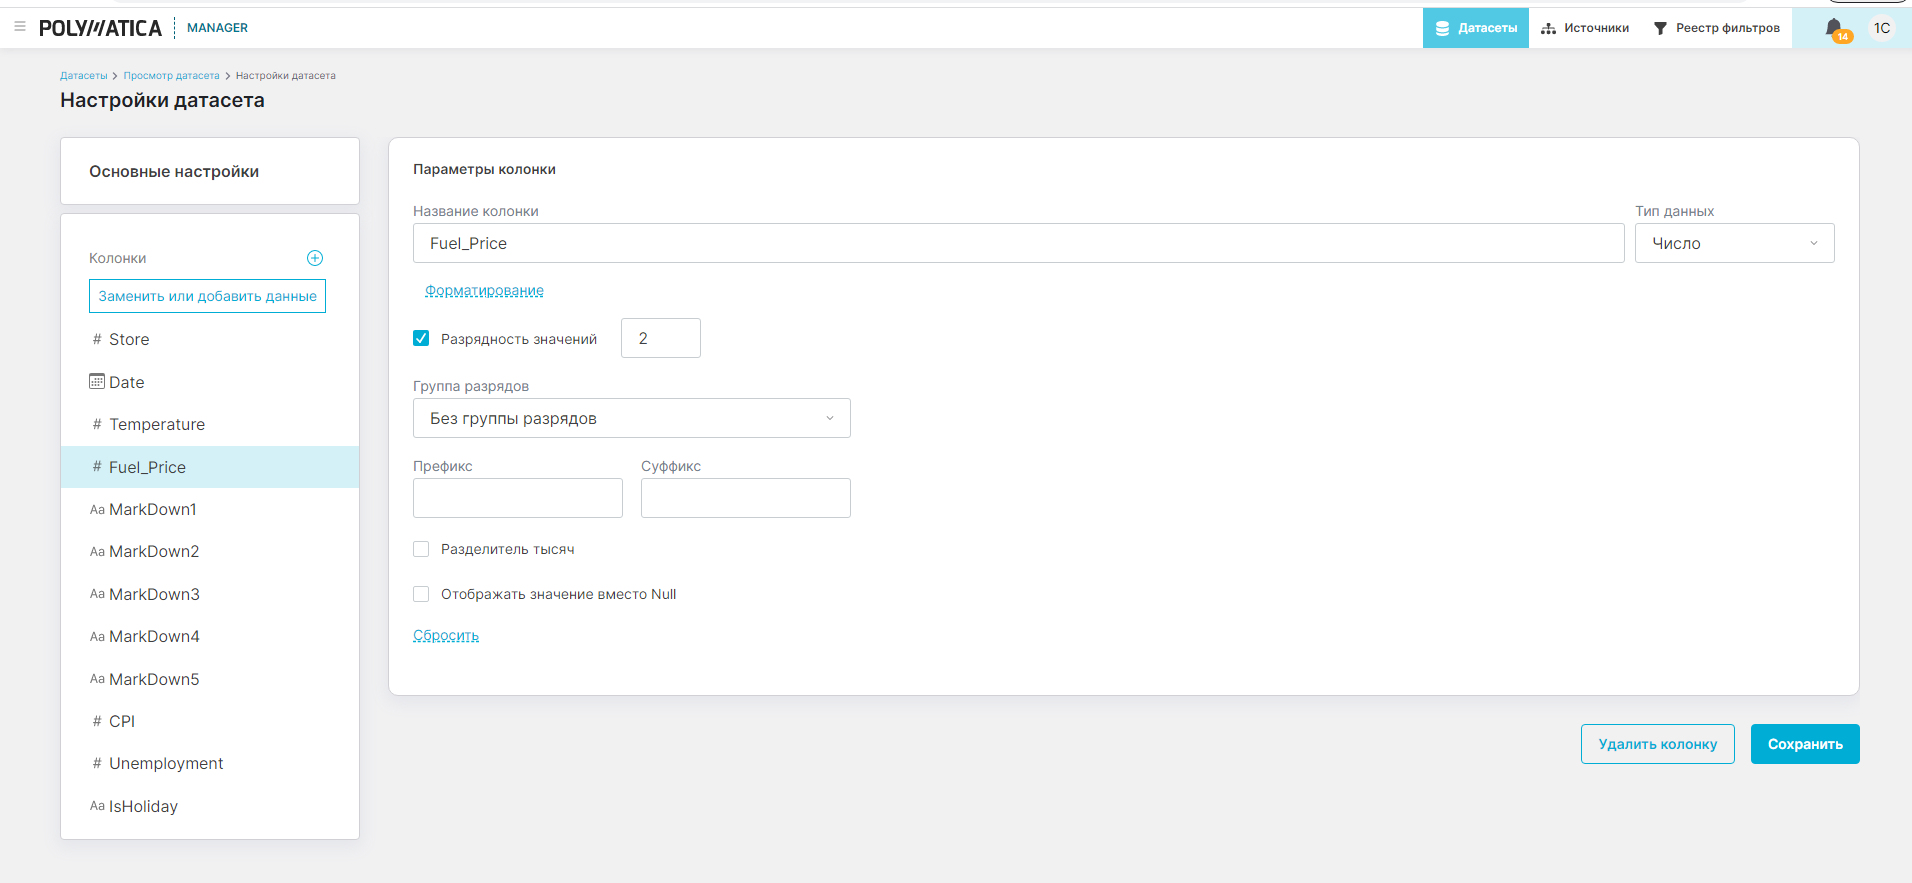 POLYMATICA MANAGER
Датасеты
Источники
Реестр фильтров
14
1C
Датасеты > Просмотр датасета > Настройки датасета
Настройки датасета
Основные настройки
Колонки
Заменить или добавить данные
# Store
Date
# Temperature
# Fuel_Price
Aa MarkDown1
Aa MarkDown2
Aa MarkDown3
Aa MarkDown4
Aa MarkDown5
# CPI
# Unemployment
Aa IsHoliday
Параметры колонки
Название колонки
Fuel_Price
Тип данных
Число
Форматирование
Разрядность значений 2
Группа разрядов
Без группы разрядов
Префикс
Суффикс
Разделитель тысяч
Отображать значение вместо Null
Сбросить
Удалить колонку
Сохранить